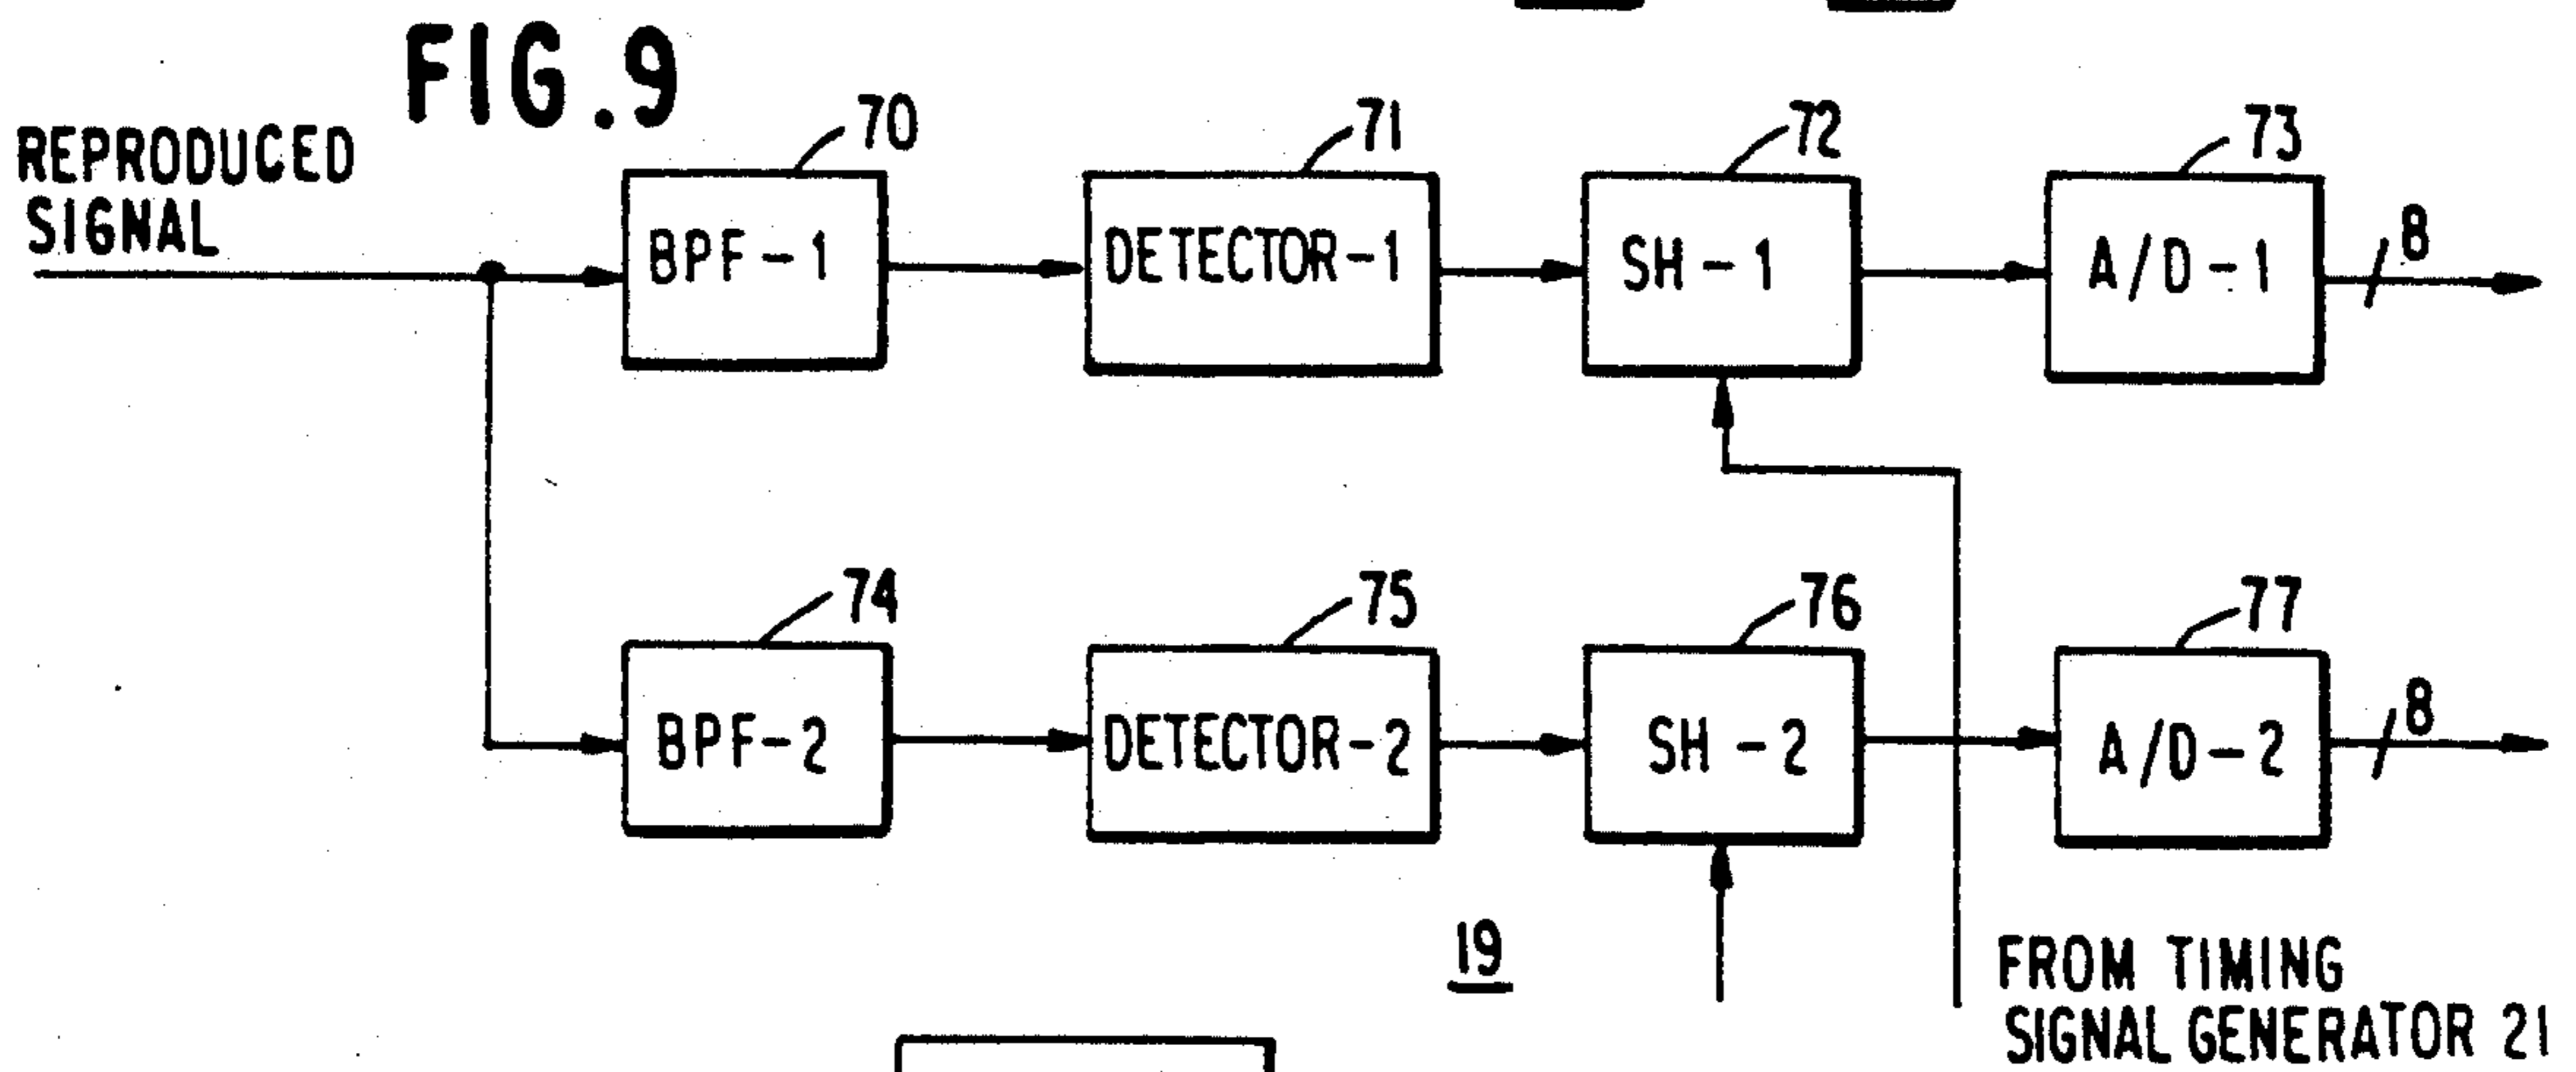 FIG.9
REPRODUCED
SIGNAL
70
71
72
73
BPF-1
DETECTOR-1
SH-1
A/D-1
8
74
75
76
77
BPF-2
DETECTOR-2
SH-2
A/D-2
8
19
FROM TIMING
SIGNAL GENERATOR 21